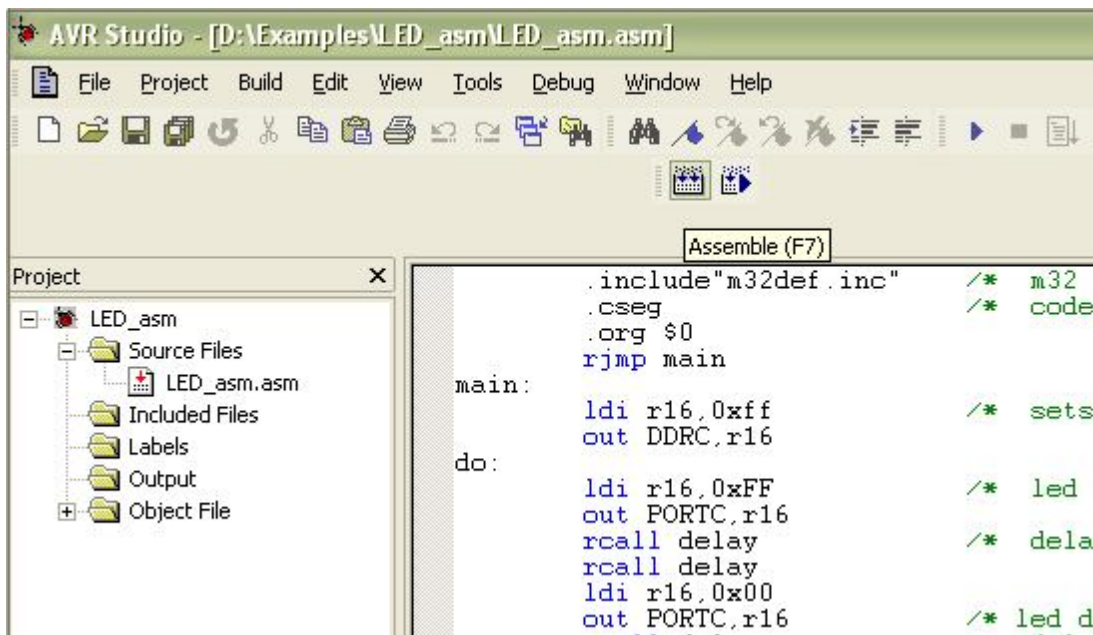 AVR Studio - [D:\Examples\LED_asm\LED_asm.asm]
File Project Build Edit View Tools Debug Window Help
Assemble (F7)
Project
LED_asm
Source Files
LED_asm.asm
Included Files
Labels
Output
Object File
.include"m32def.inc" /* m32
.cseg /* code
.org $0
rjmp main
main:
ldi r16,0xff /* sets
out DDRC,r16
do:
ldi r16,0xFF /* led
out PORTC,r16
rcall delay /* dela
rcall delay
ldi r16,0x00
out PORTC,r16 /* led d